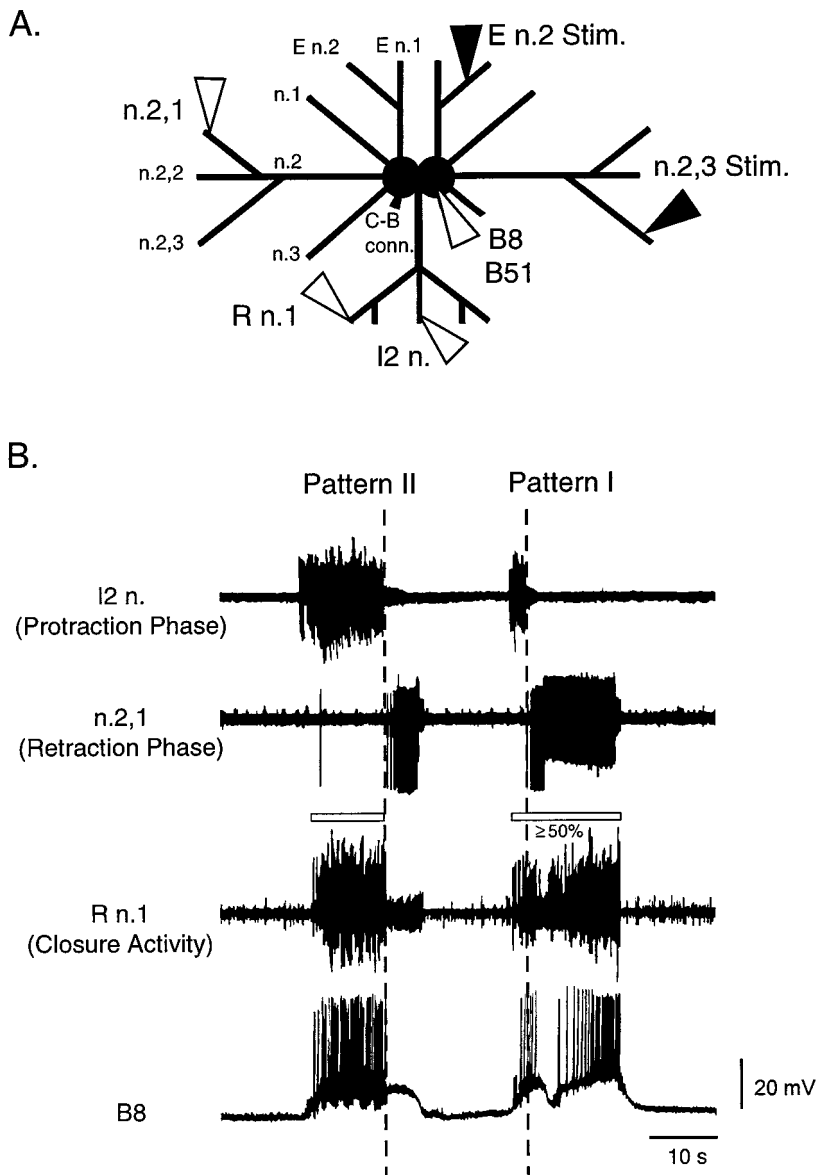 A.
E n.2
E n.1
E n.2 Stim.
n.1
n.2,1
n.2,2
n.2
n.2,3 Stim.
n.2,3
C-B
conn.
n.3
B8
B51
R n.1
I2 n.
B.
Pattern II
Pattern I
I2 n.
(Protraction Phase)
n.2,1
(Retraction Phase)
≥50%
R n.1
(Closure Activity)
B8
20 mV
10 s